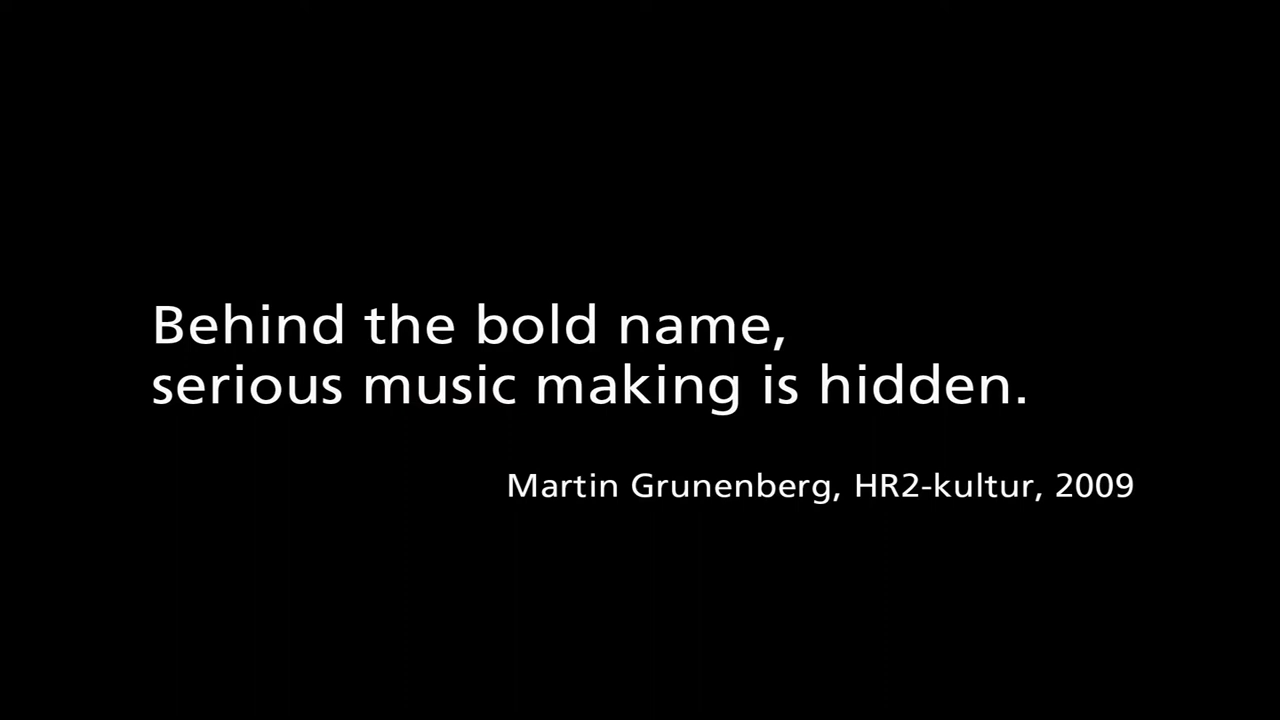 Behind the bold name,
serious music making is hidden.
Martin Grunenberg, HR2-kultur, 2009